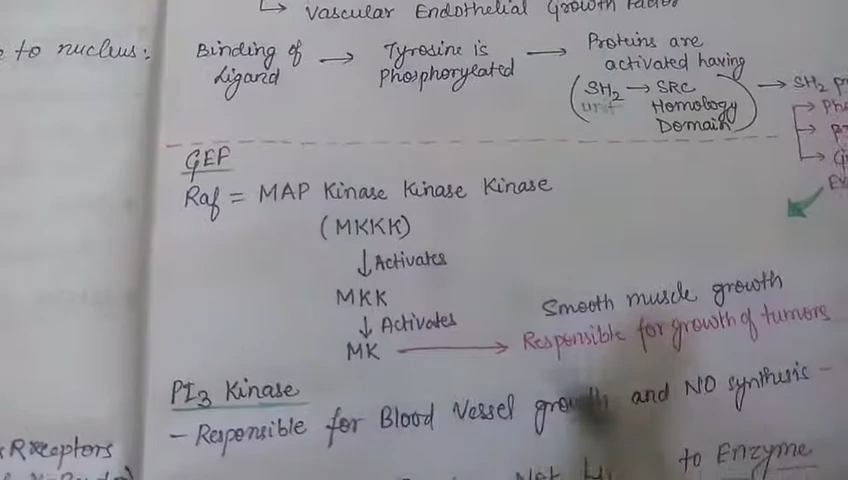 Vascular Endothelial Growth Factor
to nucleus:
Binding of Ligand → Tyrosine is Phosphorylated → Proteins are activated having
(SH2 → SRC Homology Domain) → SH2
unit
GEF
Raf = MAP Kinase Kinase Kinase
(MKKK)
↓ Activates
MKK
↓ Activates
MK →
Smooth muscle growth
Responsible for growth of tumors
PI3 Kinase
- Responsible for Blood Vessel growth and NO synthesis -
to Enzyme